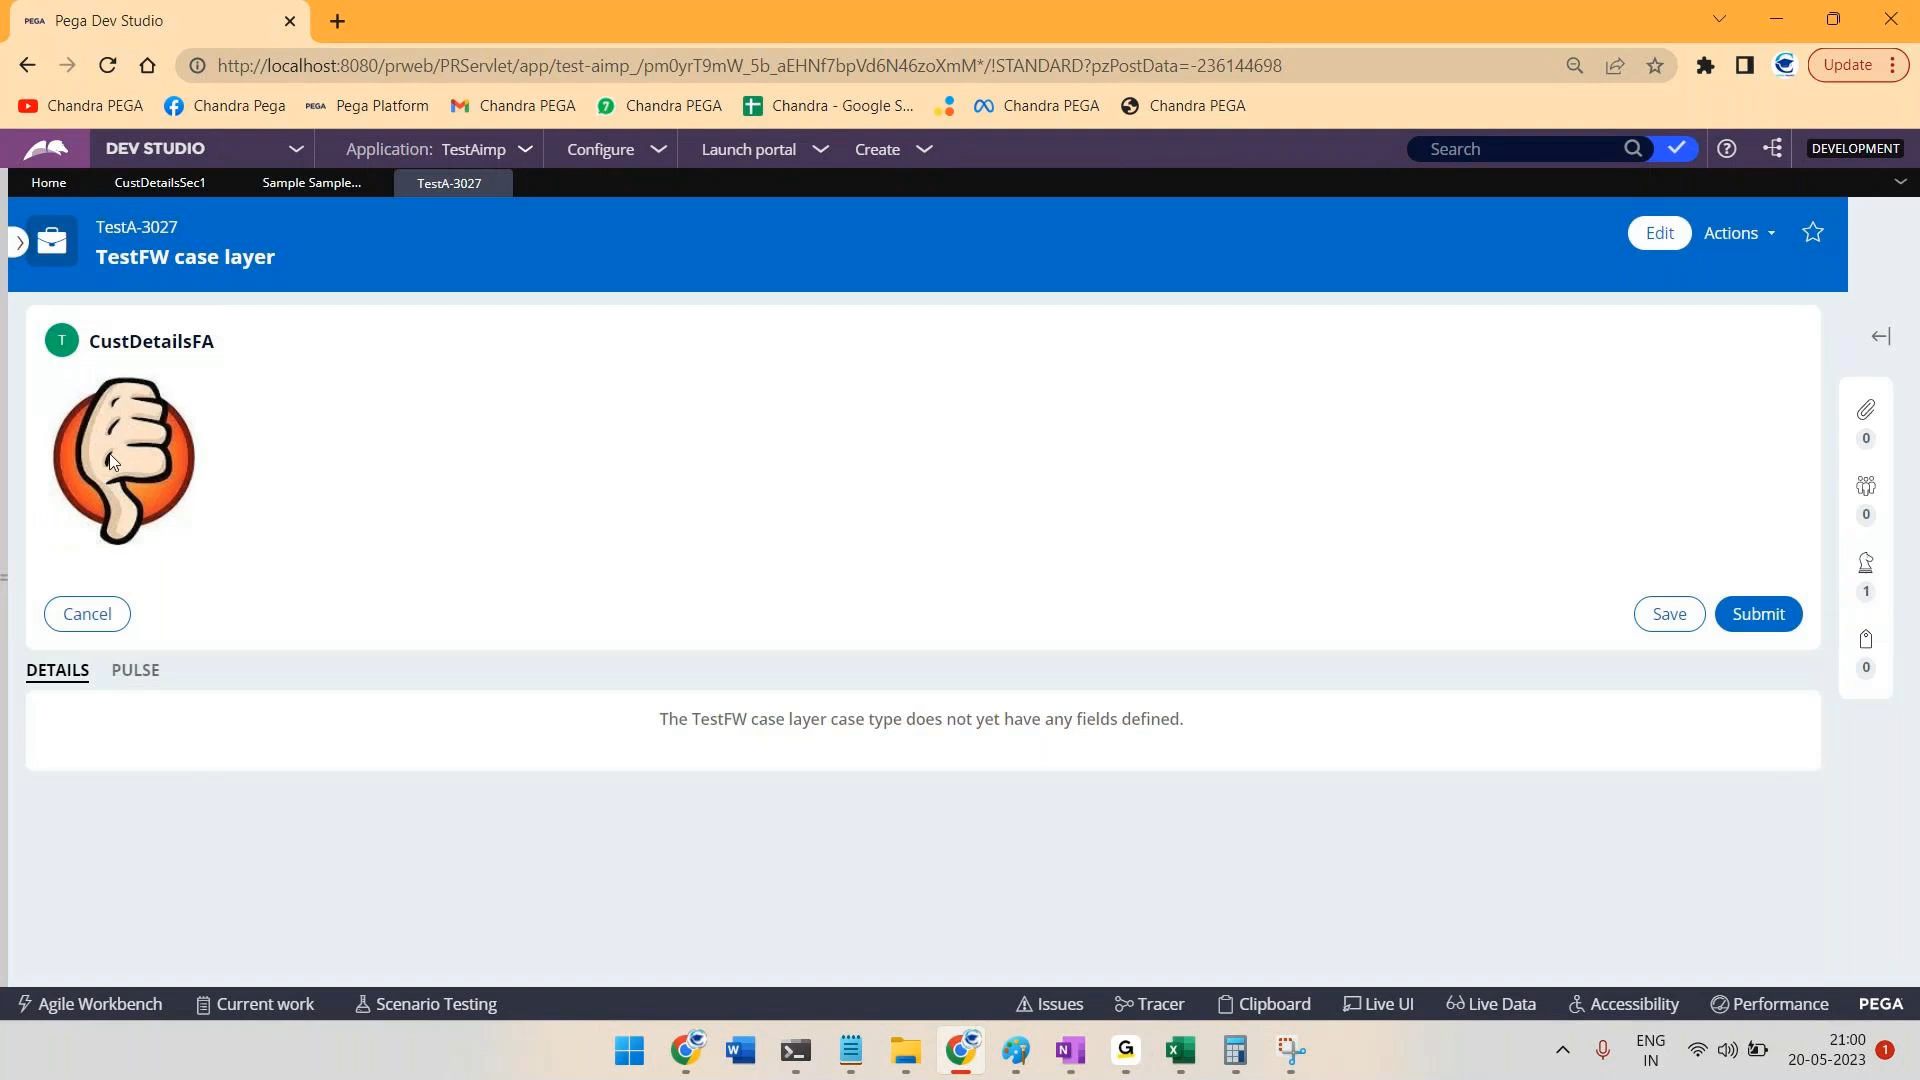 PEGA Pega Dev Studio
http://localhost:8080/prweb/PRServlet/app/test-aimp_/pm0yrT9mW_5b_aEHNf7bpVd6N46zoXmM*/!STANDARD?pzPostData=-236144698
Update
Chandra PEGA
Chandra Pega
PEGA Pega Platform
Chandra PEGA
Chandra PEGA
Chandra - Google S...
Chandra PEGA
Chandra PEGA
DEV STUDIO
Application: TestAimp
Configure
Launch portal
Create
Search
DEVELOPMENT
Home
CustDetailsSec1
Sample Sample...
TestA-3027
TestA-3027
TestFW case layer
Edit
Actions
T
CustDetailsFA
0
0
1
0
Cancel
Save
Submit
DETAILS
PULSE
The TestFW case layer case type does not yet have any fields defined.
Agile Workbench
Current work
Scenario Testing
Issues
Tracer
Clipboard
Live UI
Live Data
Accessibility
Performance
PEGA
ENG
IN
21:00
20-05-2023
1